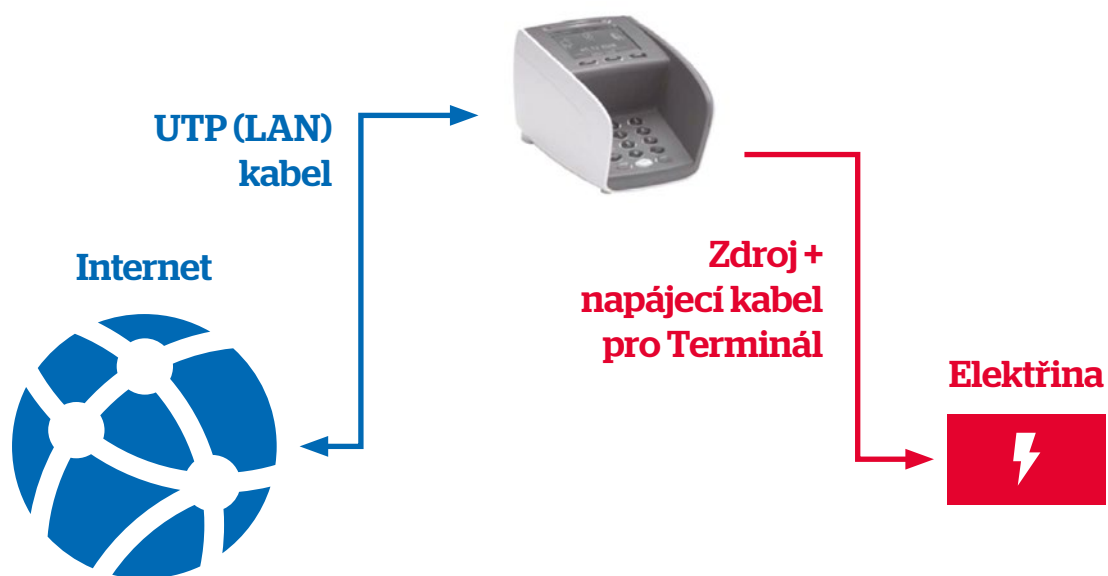 UTP (LAN)
kabel
Internet
Zdroj +
napájecí kabel
pro Terminál
Elektřina